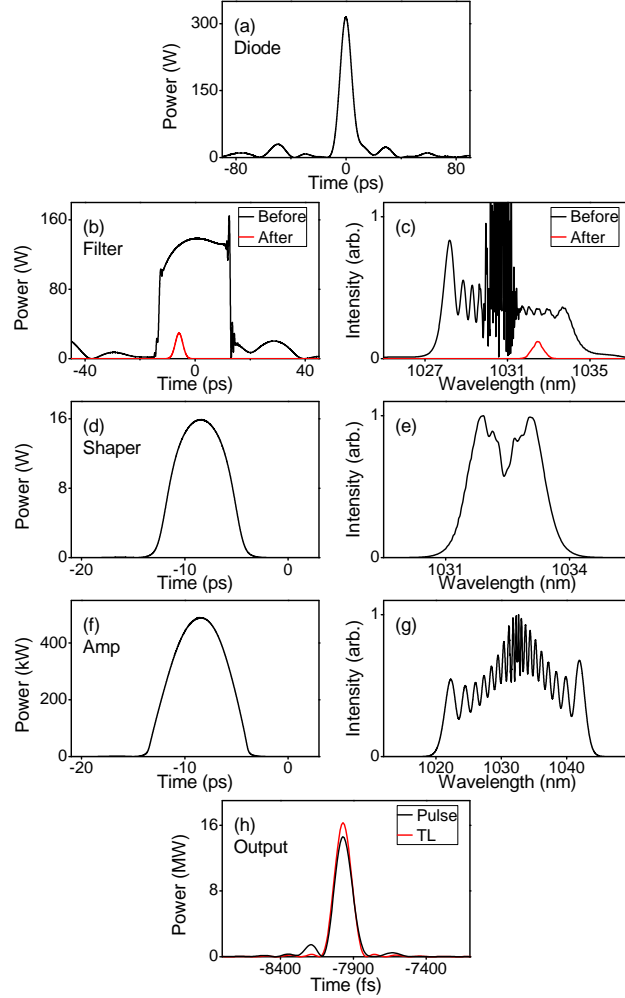 (a)
Diode
Power (W)
300
150
0
-80
0
80
Time (ps)
(b)
Filter
Before
After
Power (W)
160
80
0
-40
0
40
Time (ps)
(c)
Before
After
Intensity (arb.)
1
0
1027
1031
1035
Wavelength (nm)
(d)
Shaper
Power (W)
16
8
0
-20
-10
0
Time (ps)
(e)
Intensity (arb.)
1
0
1031
1034
Wavelength (nm)
(f)
Amp
Power (kW)
400
200
0
-20
-10
0
Time (ps)
(g)
Intensity (arb.)
1
0
1020
1030
1040
Wavelength (nm)
(h)
Output
Pulse
TL
Power (MW)
16
8
0
-8400
-7900
-7400
Time (fs)